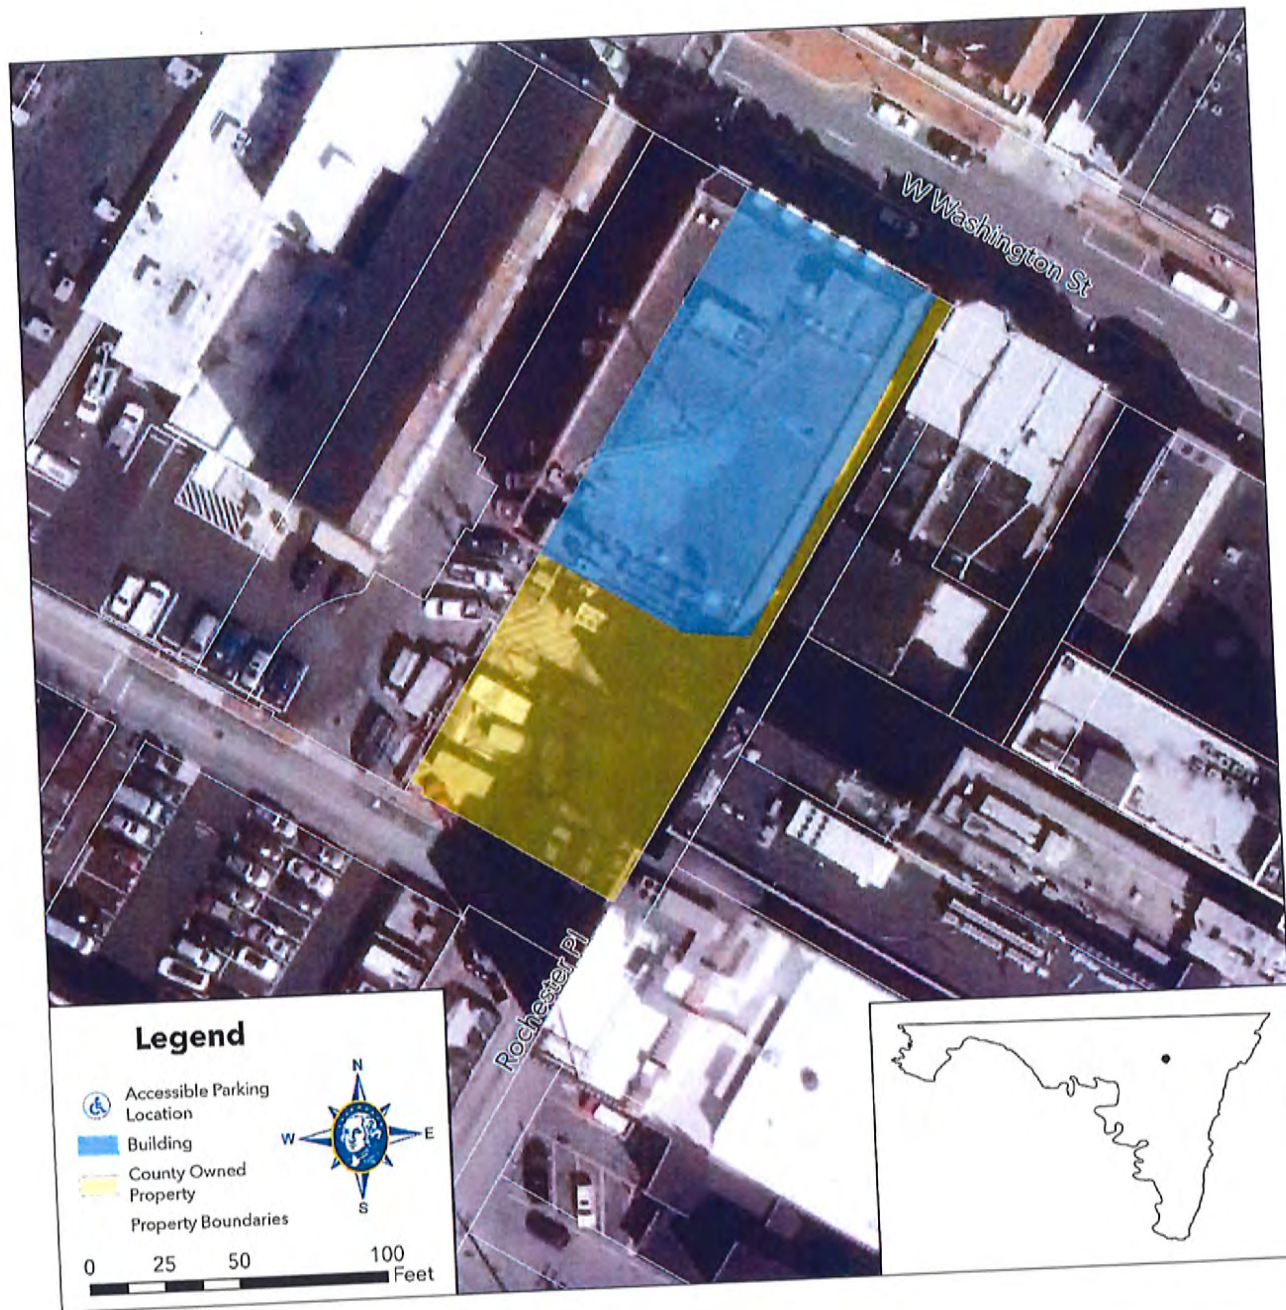 W Washington St
Rochester Pl
Legend
Accessible Parking
Location
Building
County Owned
Property
Property Boundaries
N
W
E
S
0 25 50 100
Feet